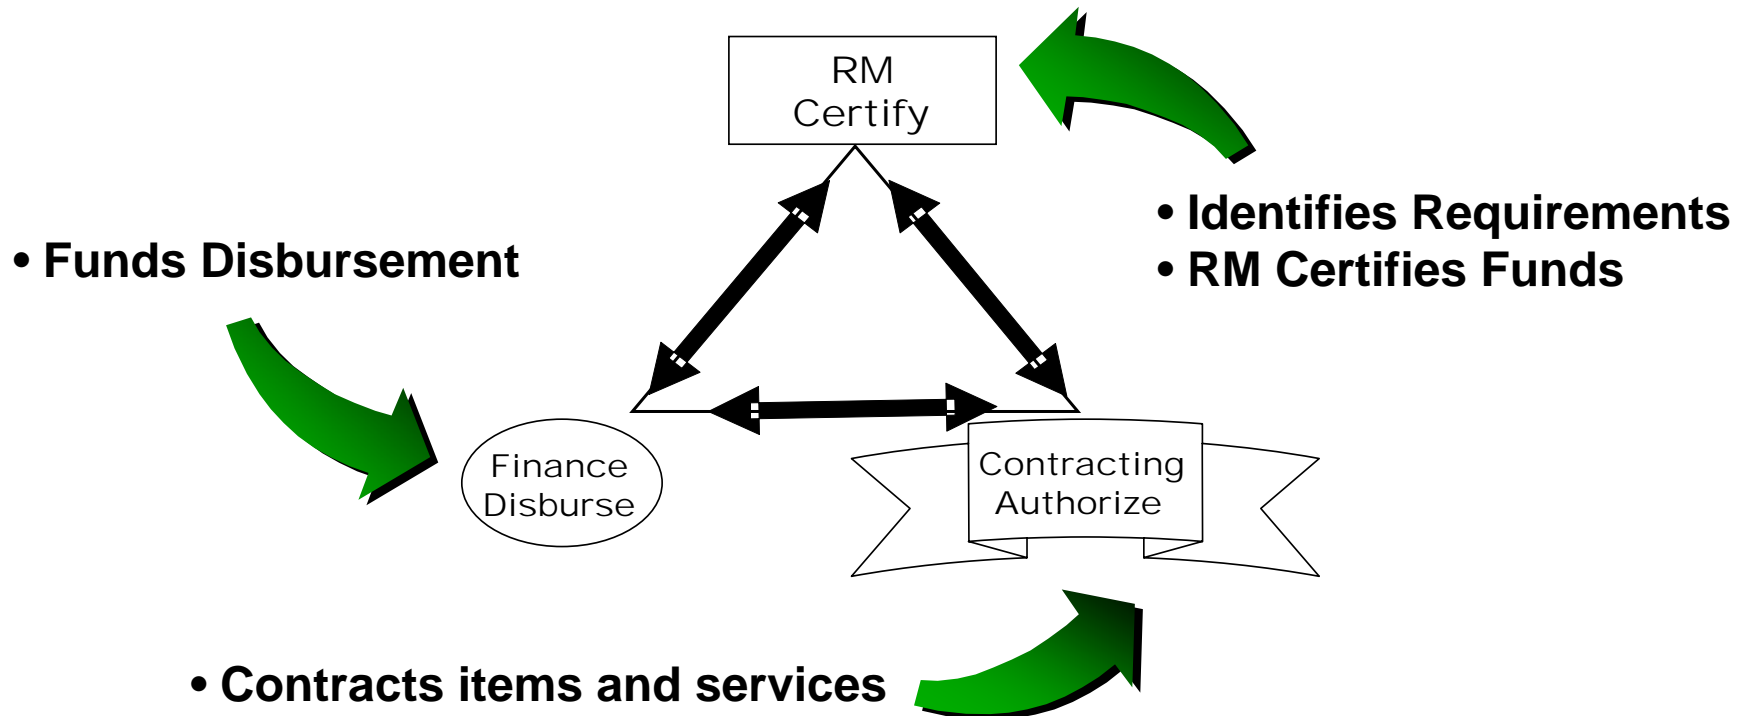 RM
Certify
• Identifies Requirements
• RM Certifies Funds
• Funds Disbursement
Finance
Disburse
Contracting
Authorize
• Contracts items and services